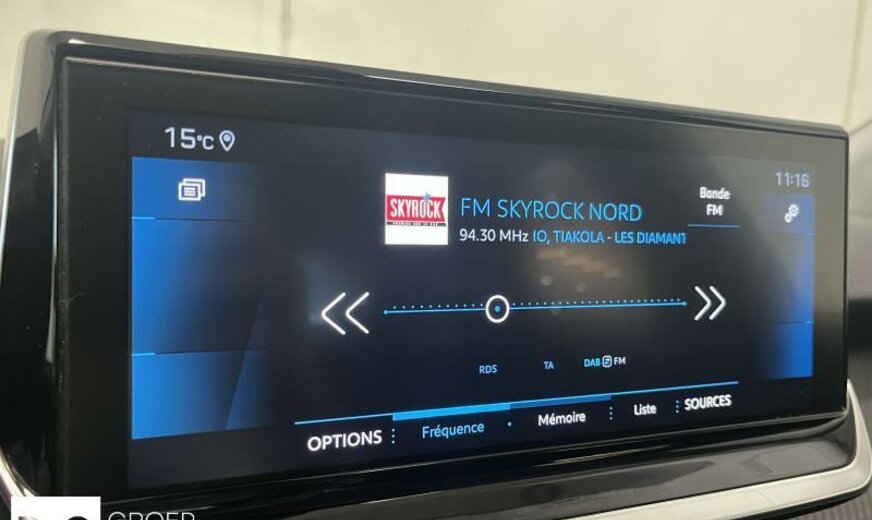 15°C
11:16
SKYROCK
FM SKYROCK NORD
94.30 MHz IO, TIAKOLA - LES DIAMANT
Bande
FM
RDS TA DAB FM
OPTIONS Fréquence Mémoire Liste SOURCES
GROEP